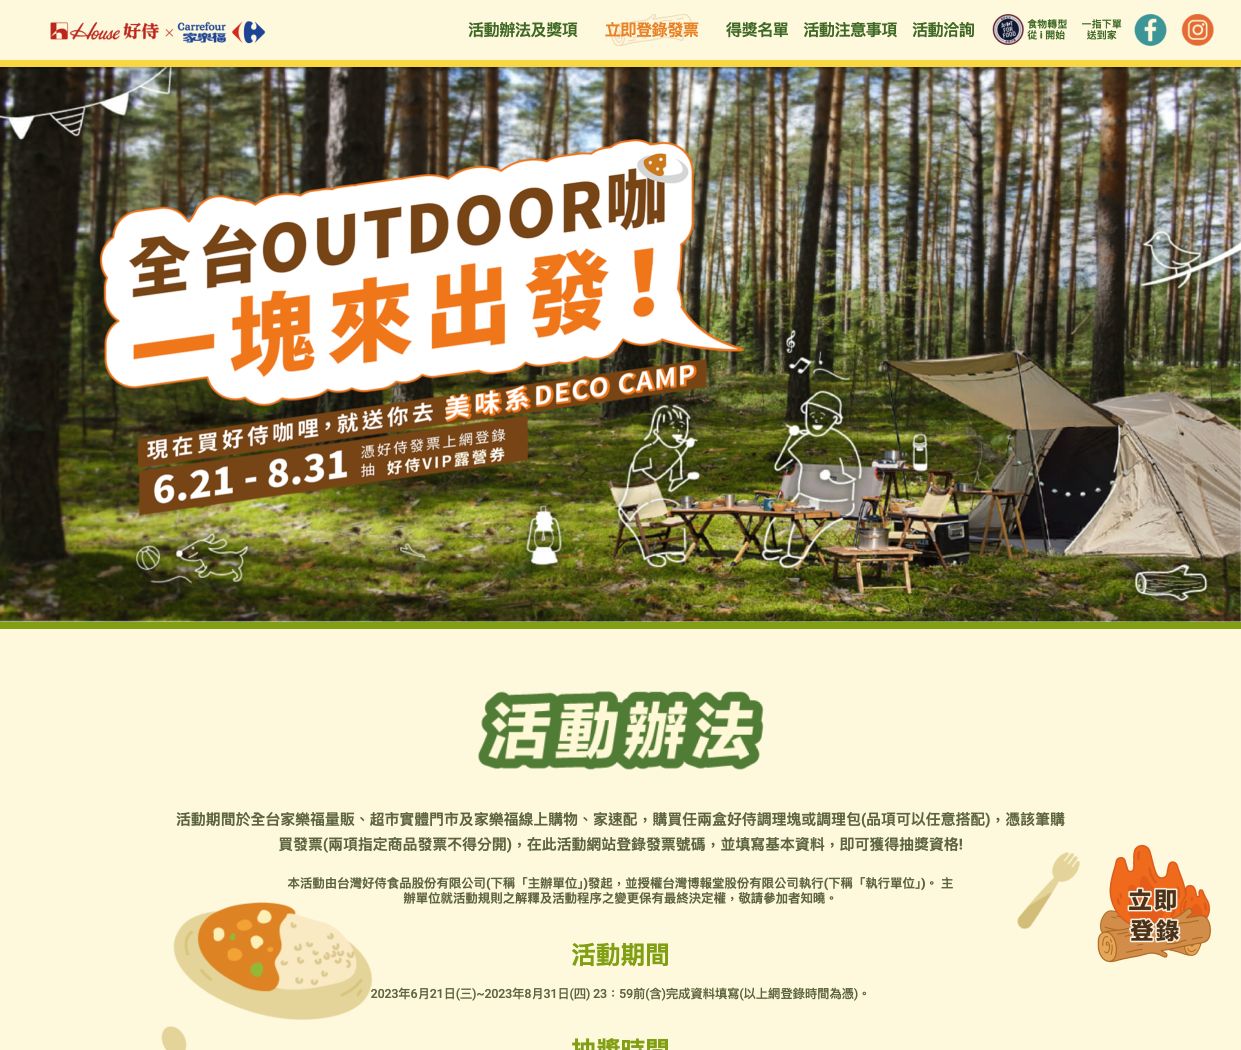 House 好侍 × Carrefour 家樂福
活動辦法及獎項 立即登錄發票 得獎名單 活動注意事項 活動洽詢
食物轉型
從 i 開始
一指下單
送到家
全台OUTDOOR咖
一塊來出發！
現在買好侍咖哩，就送你去 美味系DECO CAMP
6.21 - 8.31
憑好侍發票上網登錄
抽 好侍VIP露營券
活動辦法
活動期間於全台家樂福量販、超市實體門市及家樂福線上購物、家速配，購買任兩盒好侍調理塊或調理包(品項可以任意搭配)，憑該筆購
買發票(兩項指定商品發票不得分開)，在此活動網站登錄發票號碼，並填寫基本資料，即可獲得抽獎資格!
本活動由台灣好侍食品股份有限公司(下稱「主辦單位」)發起，並授權台灣博報堂股份有限公司執行(下稱「執行單位」)。 主
辦單位就活動規則之解釋及活動程序之變更保有最終決定權，敬請參加者知曉。
立即
登錄
活動期間
2023年6月21日(三)~2023年8月31日(四) 23：59前(含)完成資料填寫(以上網登錄時間為憑)。
抽獎時間